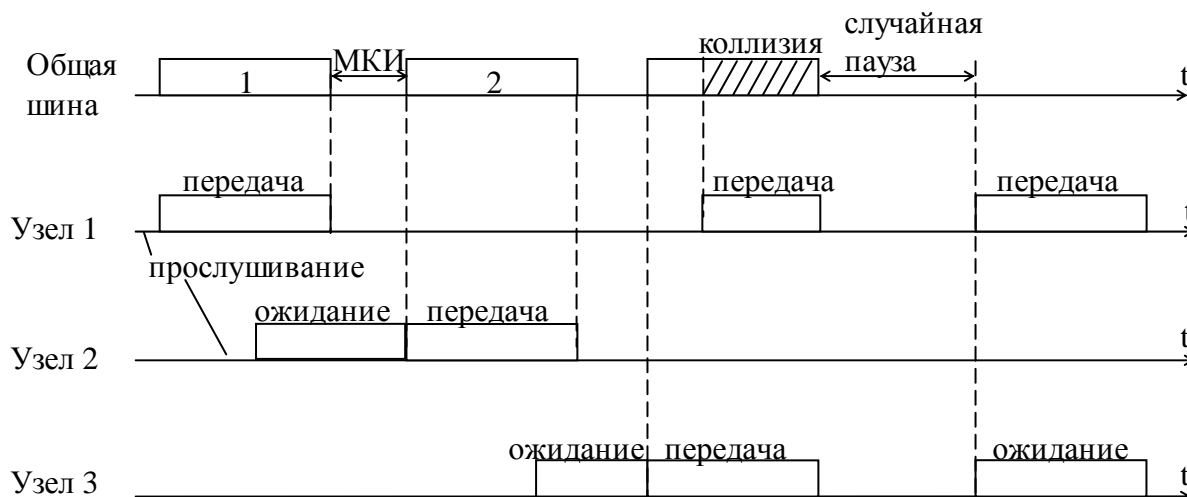 случайная
пауза
коллизия
МКИ
Общая
шина
1
2
t
передача
передача
передача
Узел 1
t
прослушивание
ожидание
передача
Узел 2
t
ожидание
передача
ожидание
Узел 3
t